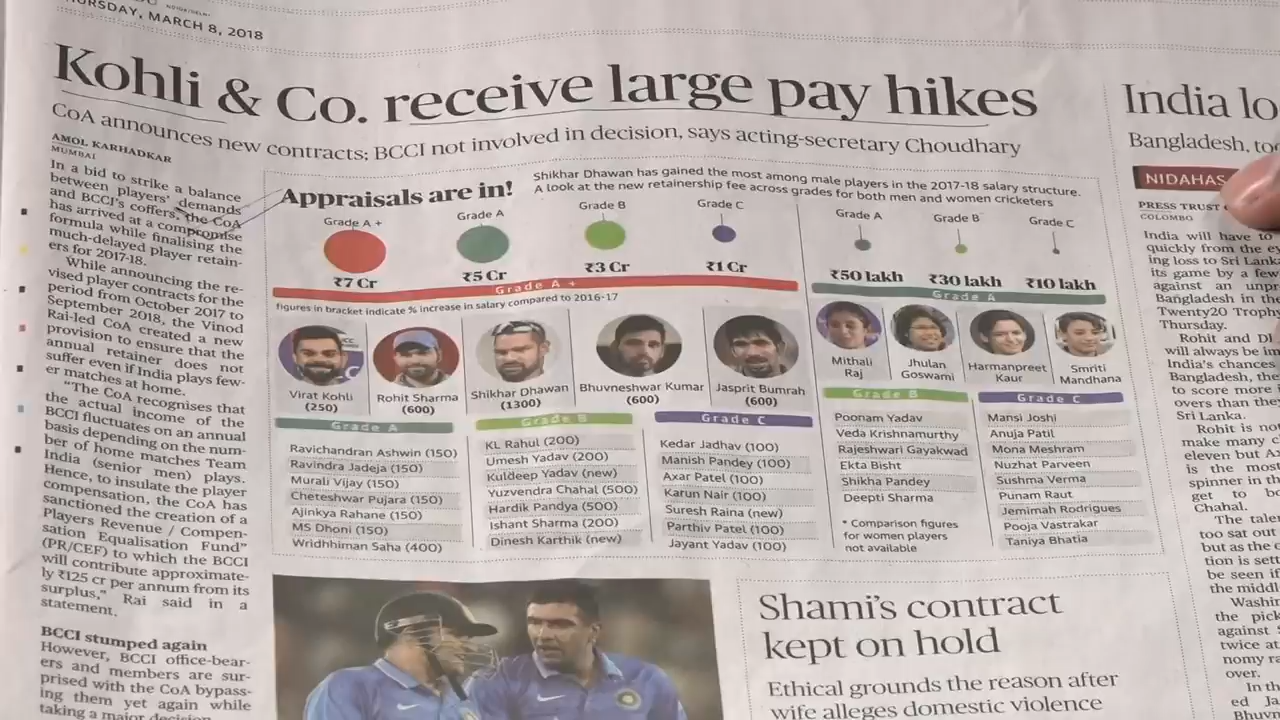 MARCH 8, 2018
Kohli & Co. receive large pay hikes
CoA announces new contracts; BCCI not involved in decision, says acting-secretary Choudhary
AMOL KARHADKAR
MUMBAI
In a bid to strike a balance
between players' demands
and BCCI's coffers, the CoA
has arrived at a compromise
formula while finalising the
much-delayed player retain-
ers for 2017-18.
While announcing the re-
vised player contracts for the
period from October 2017 to
September 2018, the Vinod
Rai-led CoA created a new
provision to ensure that the
annual retainer does not
suffer even if India plays few-
er matches at home.
"The CoA recognises that
the actual income of the
BCCI fluctuates on an annual
basis depending on the num-
ber of home matches Team
India (senior men) plays.
Hence, to insulate the player
compensation, the CoA has
sanctioned the creation of a
Players Revenue / Compen-
sation Equalisation Fund"
(PR/CEF) to which the BCCI
will contribute approximate-
ly ₹125 cr per annum from its
surplus," Rai said in a
statement.
BCCI stumped again
However, BCCI office-bear-
ers and members are sur-
prised with the CoA bypass-
ing them yet again while
taking a major decision
Appraisals are in!
Shikhar Dhawan has gained the most among male players in the 2017-18 salary structure.
A look at the new retainership fee across grades for both men and women cricketers
Grade A +
Grade A
Grade B
Grade C
₹7 Cr
₹5 Cr
₹3 Cr
₹1 Cr
Grade A +
figures in bracket indicate % increase in salary compared to 2016-17
Virat Kohli
(250)
Rohit Sharma
(600)
Shikhar Dhawan
(1300)
Bhuvneshwar Kumar
(600)
Jasprit Bumrah
(600)
Grade A
Ravichandran Ashwin (150)
Ravindra Jadeja (150)
Murali Vijay (150)
Cheteshwar Pujara (150)
Ajinkya Rahane (150)
MS Dhoni (150)
Wridhhiman Saha (400)
Grade B
KL Rahul (200)
Umesh Yadav (200)
Kuldeep Yadav (new)
Yuzvendra Chahal (500)
Hardik Pandya (500)
Ishant Sharma (200)
Dinesh Karthik (new)
Grade C
Kedar Jadhav (100)
Manish Pandey (100)
Axar Patel (100)
Karun Nair (100)
Suresh Raina (new)
Parthiv Patel (100)
Jayant Yadav (100)
Grade A
Grade B
Grade C
₹50 lakh
₹30 lakh
₹10 lakh
Grade A
Mithali
Raj
Jhulan
Goswami
Harmanpreet
Kaur
Smriti
Mandhana
Grade B
Poonam Yadav
Veda Krishnamurthy
Rajeshwari Gayakwad
Ekta Bisht
Shikha Pandey
Deepti Sharma
* Comparison figures
for women players
not available
Grade C
Mansi Joshi
Anuja Patil
Mona Meshram
Nuzhat Parveen
Sushma Verma
Punam Raut
Jemimah Rodrigues
Pooja Vastrakar
Taniya Bhatia
Shami's contract
kept on hold
Ethical grounds the reason after
wife alleges domestic violence
India lo
Bangladesh, to
NIDAHAS
PRESS TRUST
COLOMBO
India will have to
quickly from the
ing loss to Sri Lanka
its game by a few
against an unpr
Bangladesh in the
Twenty20 Trophy
Thursday.
Rohit and
will always be im
India's chances
Bangladesh, the
to score more
overs than they
Sri Lanka.
Rohit is not
make many c
eleven but
is the most
spinner in th
get to
Chahal.
The tale
too sat out
but as the
tion is sett
be seen if
the middl
Washin
the pick
against
twice at
nomy ra
over.
In th
ed Ja
Bhuv